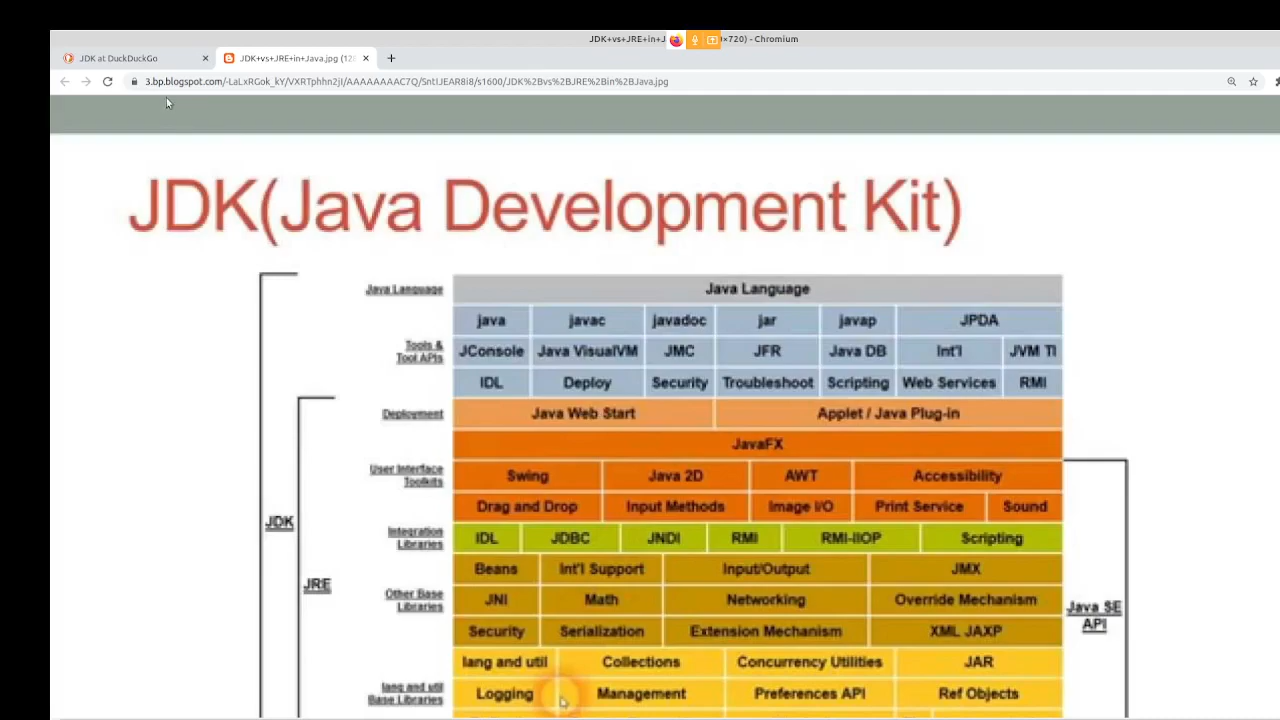 JDK+vs+JRE+in+J ×720) - Chromium
JDK at DuckDuckGo
JDK+vs+JRE+in+Java.jpg (12
3.bp.blogspot.com/-LaLxRGok_kY/VXRTphhn2jI/AAAAAAAAC7Q/SntIJEAR8i8/s1600/JDK%2Bvs%2BJRE%2Bin%2BJava.jpg
JDK(Java Development Kit)
Java Language Java Language
java javac javadoc jar javap JPDA
Tools &
Tool APIs
JConsole Java VisualVM JMC JFR Java DB Int'l JVM TI
IDL Deploy Security Troubleshoot Scripting Web Services RMI
Deployment Java Web Start Applet / Java Plug-in
JavaFX
User Interface
Toolkits
Swing Java 2D AWT Accessibility
Drag and Drop Input Methods Image I/O Print Service Sound
JDK
Integration
Libraries
IDL JDBC JNDI RMI RMI-IIOP Scripting
Beans Int'l Support Input/Output JMX
JRE
Other Base
Libraries
JNI Math Networking Override Mechanism
Java SE
API
Security Serialization Extension Mechanism XML JAXP
lang and util Collections Concurrency Utilities JAR
lang and util
Base Libraries
Logging Management Preferences API Ref Objects